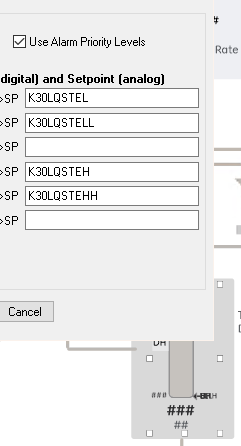 #
Use Alarm Priority Levels
Rate
digital) and Setpoint (analog)
>SP K30LQSTEL
>SP K30LQSTELL
>SP
>SP K30LQSTEH
>SP K30LQSTEHH
>SP
Cancel
DH
###
###
##